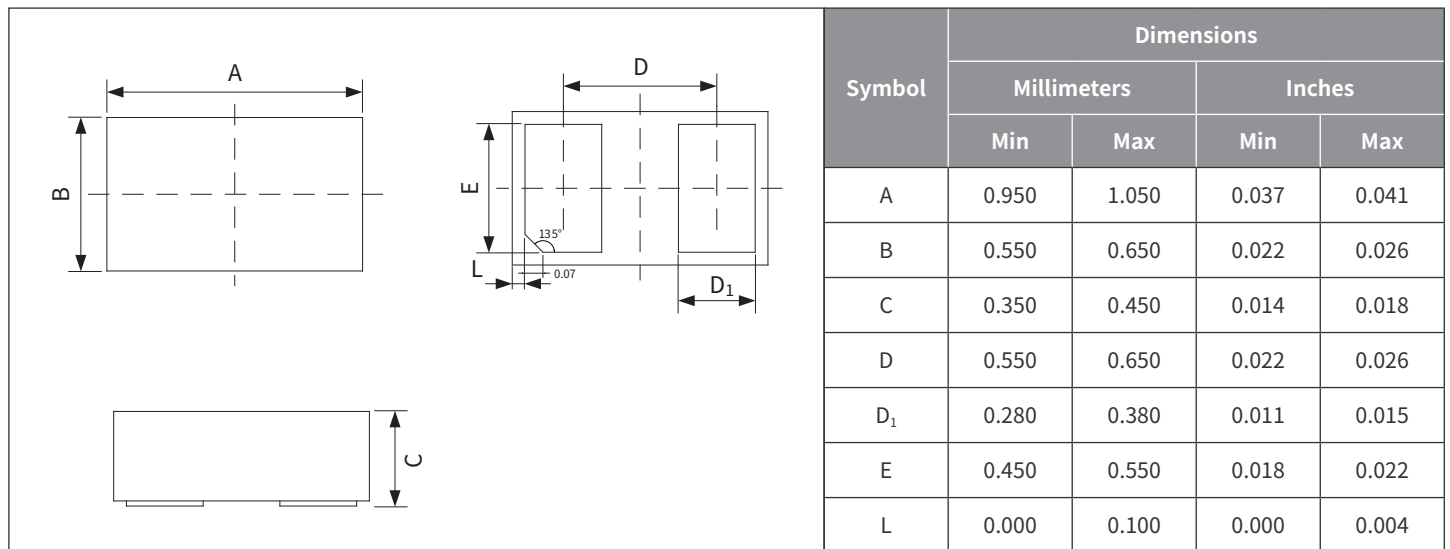 A
B
C
D
E
135°
L
0.07
D₁
Symbol
Dimensions
Millimeters Inches
Min Max Min Max
A 0.950 1.050 0.037 0.041
B 0.550 0.650 0.022 0.026
C 0.350 0.450 0.014 0.018
D 0.550 0.650 0.022 0.026
D₁ 0.280 0.380 0.011 0.015
E 0.450 0.550 0.018 0.022
L 0.000 0.100 0.000 0.004